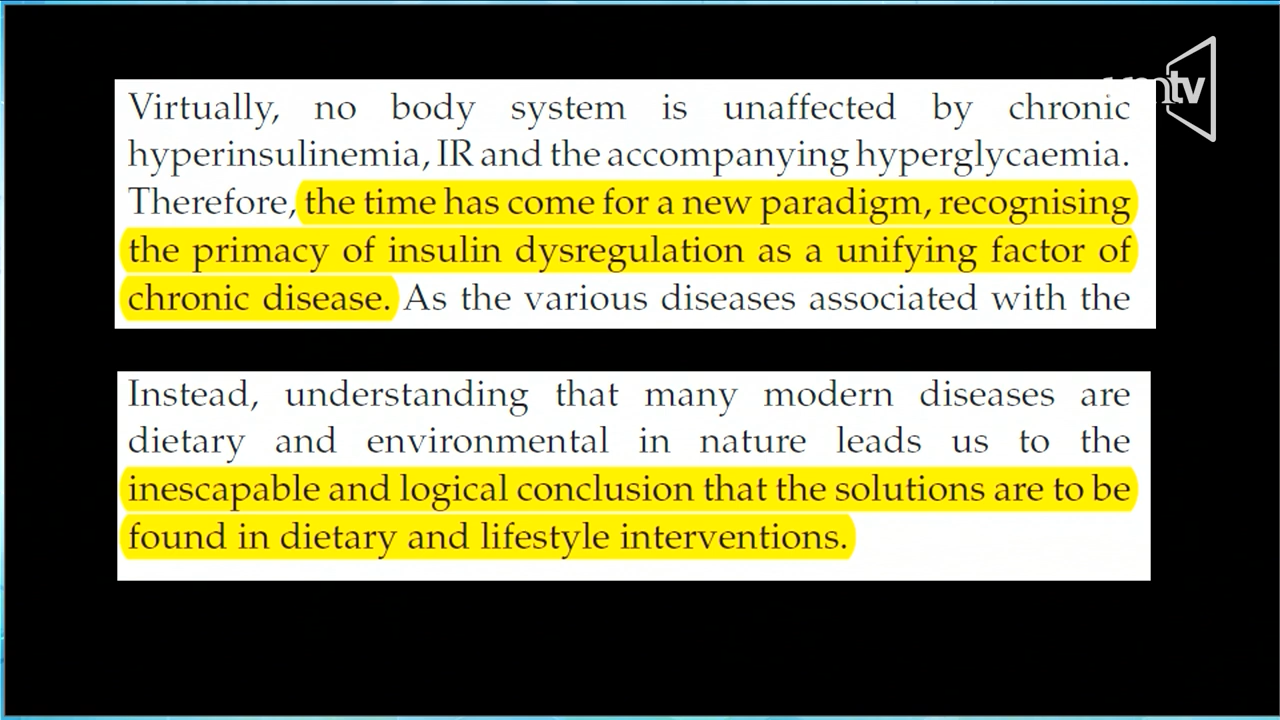 tv
Virtually, no body system is unaffected by chronic
hyperinsulinemia, IR and the accompanying hyperglycaemia.
Therefore, the time has come for a new paradigm, recognising
the primacy of insulin dysregulation as a unifying factor of
chronic disease. As the various diseases associated with the
Instead, understanding that many modern diseases are
dietary and environmental in nature leads us to the
inescapable and logical conclusion that the solutions are to be
found in dietary and lifestyle interventions.